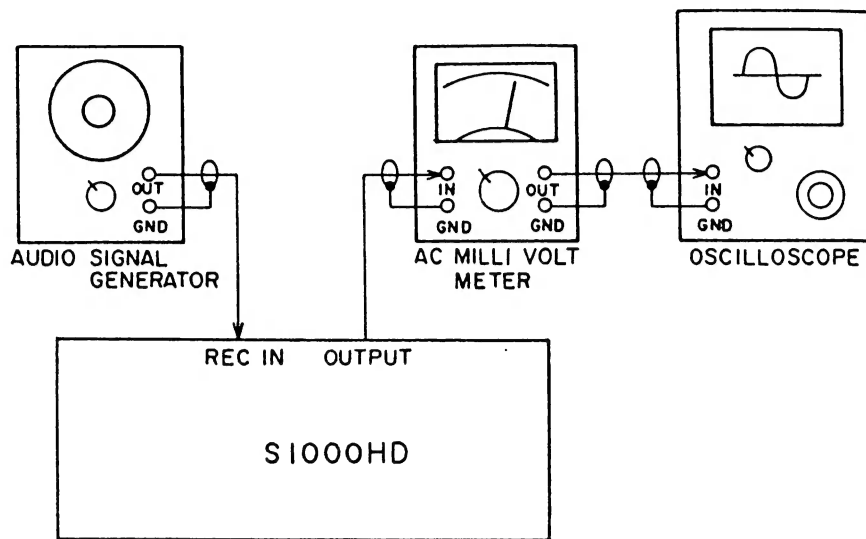 OUT
GND
AUDIO SIGNAL
GENERATOR
IN
GND
OUT
GND
AC MILLI VOLT
METER
IN
GND
OSCILLOSCOPE
REC IN
OUTPUT
S1000HD